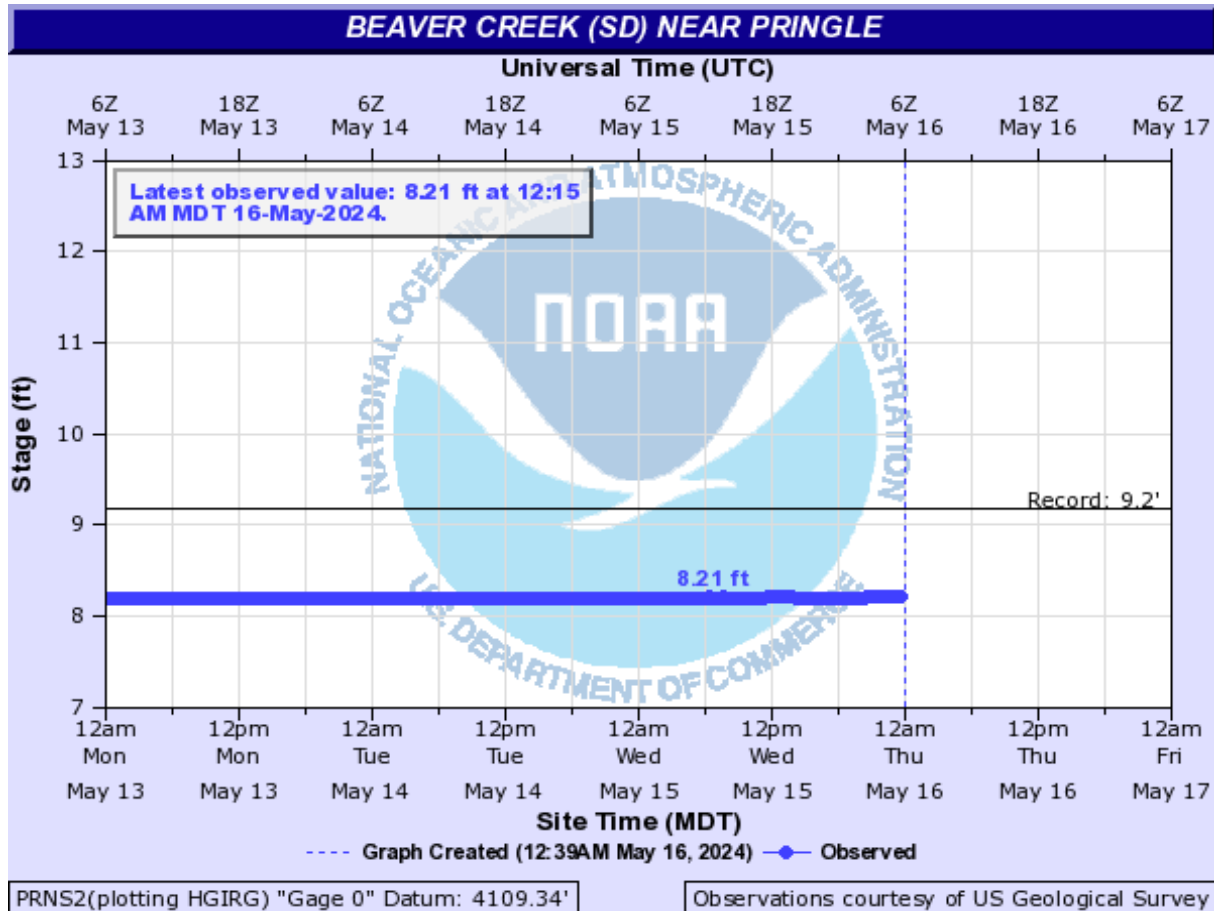 BEAVER CREEK (SD) NEAR PRINGLE
Universal Time (UTC)
6Z 18Z 6Z 18Z 6Z 18Z 6Z 18Z 6Z
May 13 May 13 May 14 May 14 May 15 May 15 May 16 May 16 May 17
13
Latest observed value: 8.21 ft at 12:15
AM MDT 16-May-2024.
NATIONAL OCEANIC AND ATMOSPHERIC ADMINISTRATION
12
NOAA
11
Stage (ft)
10
Record: 9.2'
9
8.21 ft
8
U.S. DEPARTMENT OF COMMERCE
7
12am 12pm 12am 12pm 12am 12pm 12am 12pm 12am
Mon Mon Tue Tue Wed Wed Thu Thu Fri
May 13 May 13 May 14 May 14 May 15 May 15 May 16 May 16 May 17
Site Time (MDT)
Graph Created (12:39AM May 16, 2024) Observed
PRNS2(plotting HGIRG) "Gage 0" Datum: 4109.34' Observations courtesy of US Geological Survey